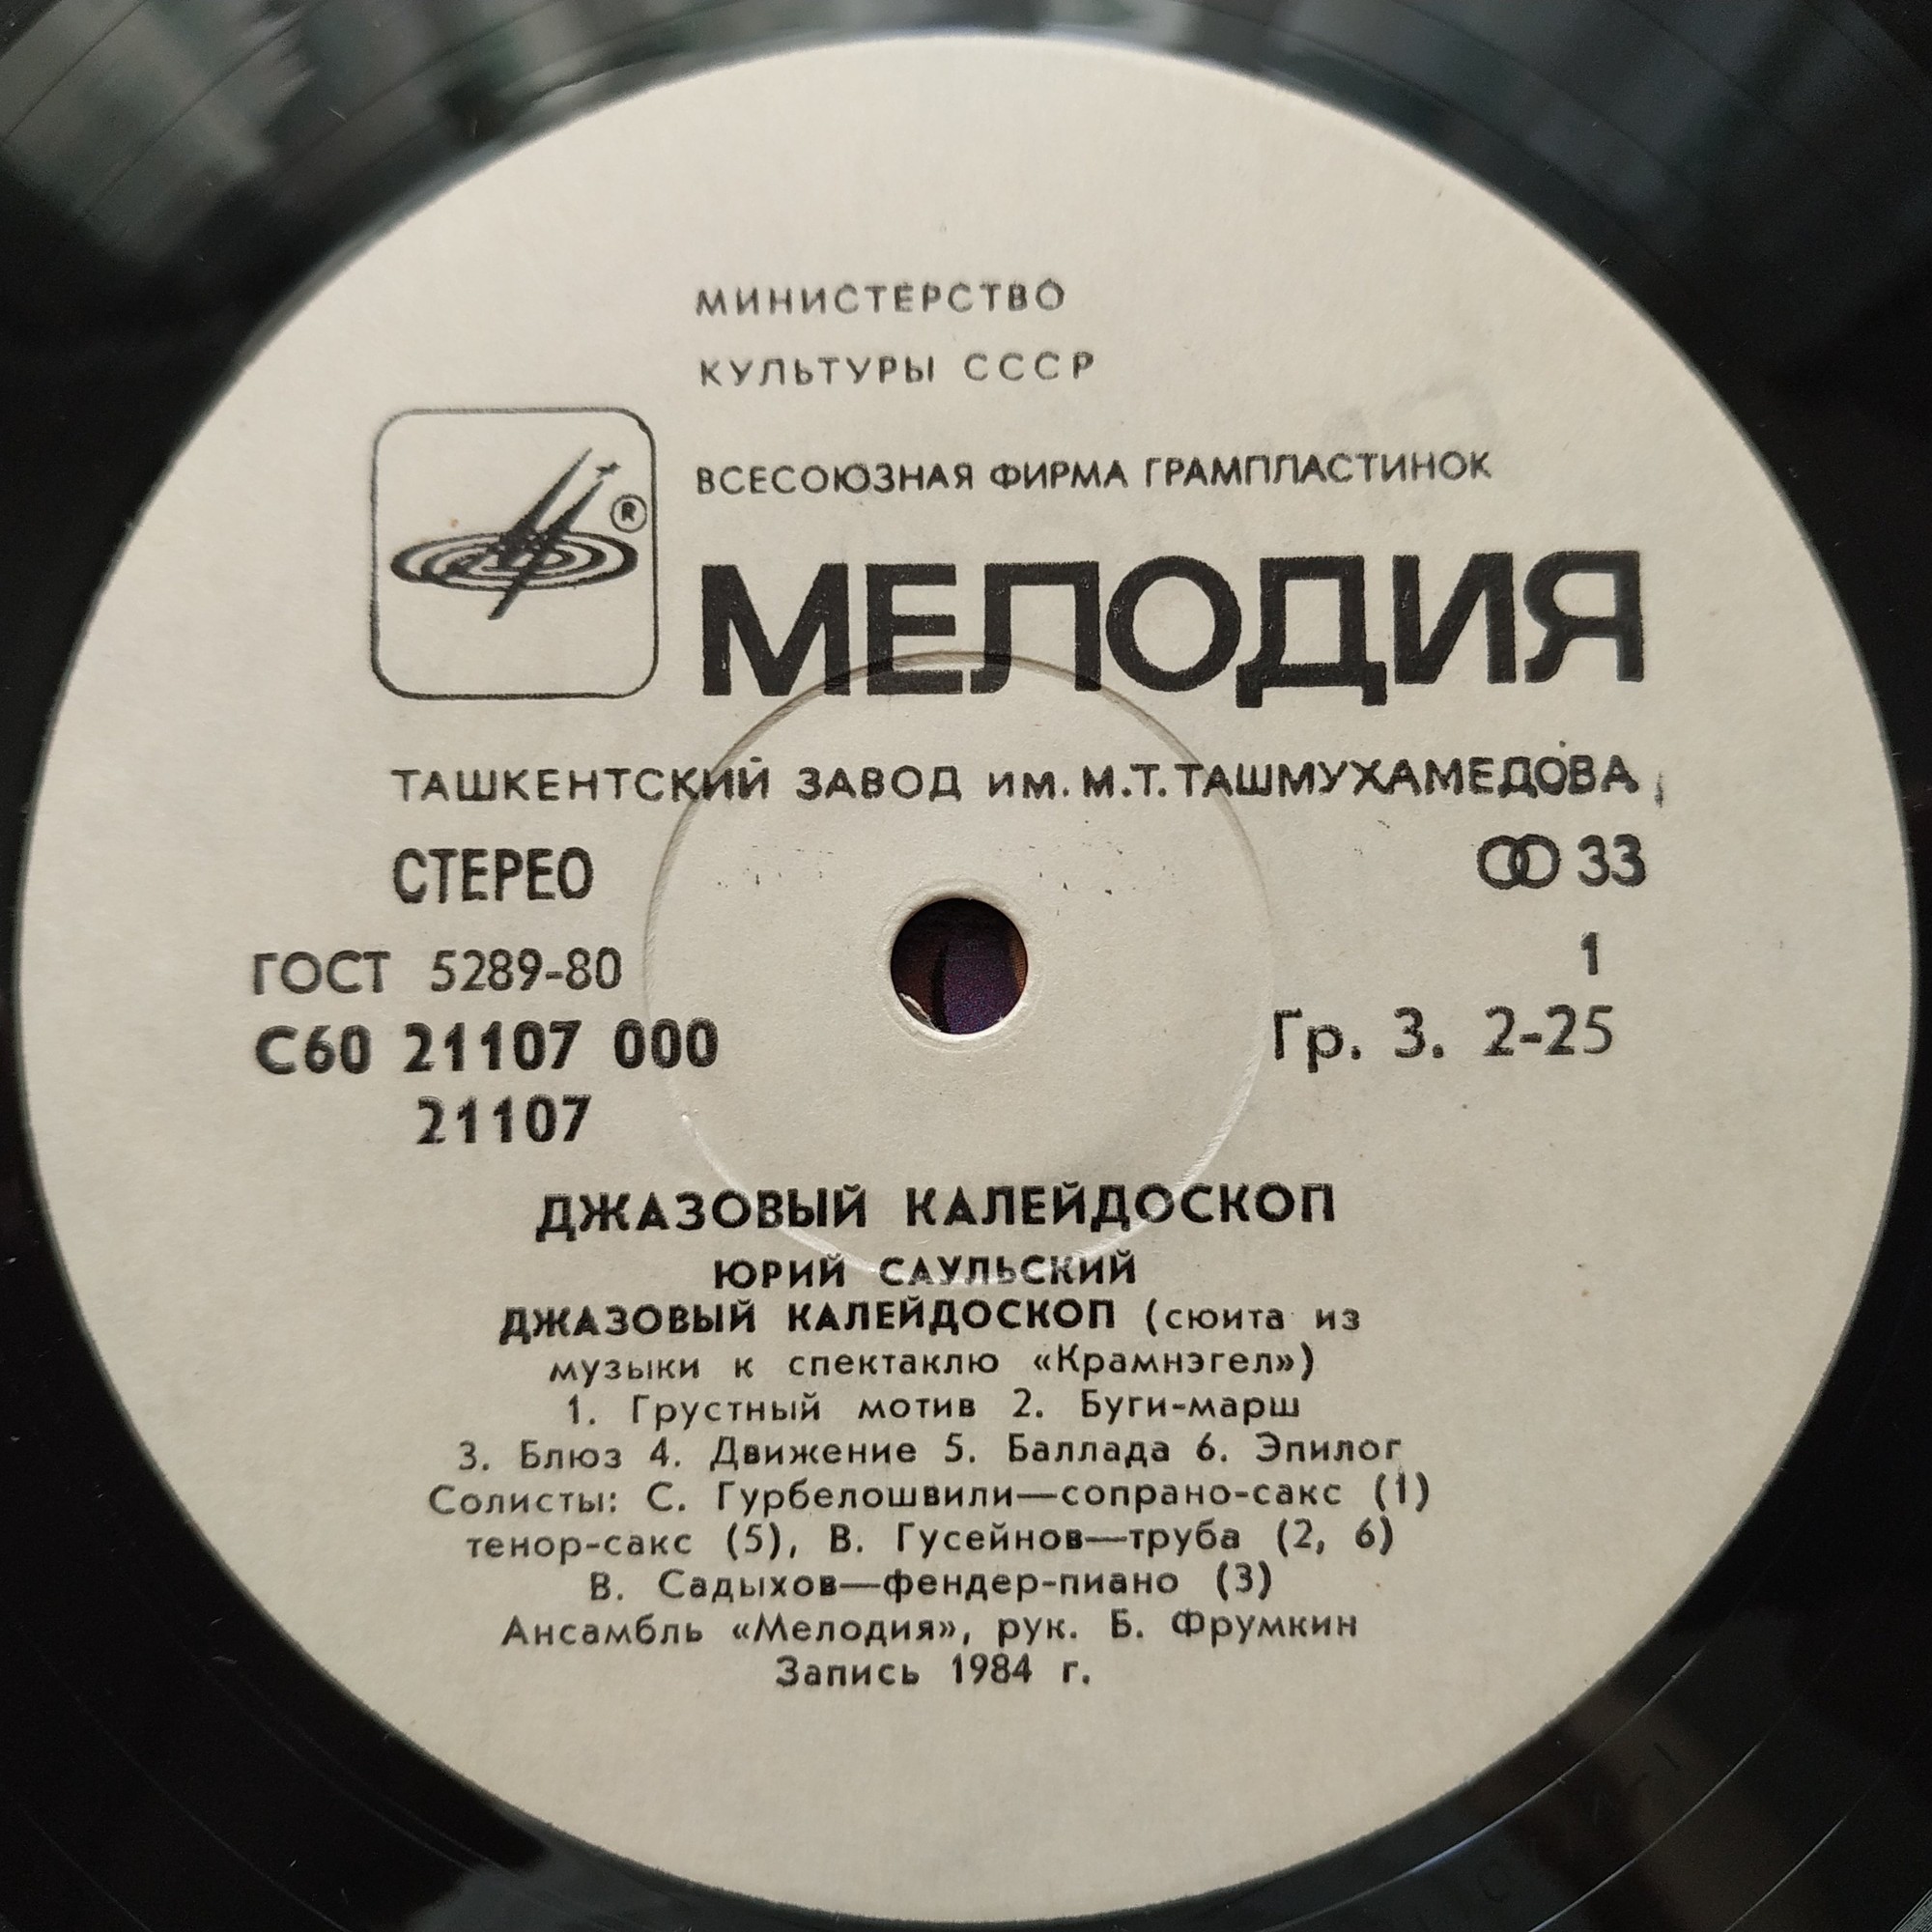 МИНИСТЕРСТВО
КУЛЬТУРЫ СССР
ВСЕСОЮЗНАЯ ФИРМА ГРАМПЛАСТИНОК
®
МЕЛОДИЯ
ТАШКЕНТСКИЙ ЗАВОД им. М.Т. ТАШМУХАМЕДОВА
СТЕРЕО
33
ГОСТ 5289-80
1
С60 21107 000
Гр. 3. 2-25
21107
ДЖАЗОВЫЙ КАЛЕЙДОСКОП
ЮРИЙ САУЛЬСКИЙ
ДЖАЗОВЫЙ КАЛЕЙДОСКОП (сюита из
музыки к спектаклю «Крамнэгел»)
1. Грустный мотив 2. Буги-марш
3. Блюз 4. Движение 5. Баллада 6. Эпилог
Солисты: С. Гурбелошвили—сопрано-сакс (1)
тенор-сакс (5), В. Гусейнов—труба (2, 6)
В. Садыхов—фендер-пиано (3)
Ансамбль «Мелодия», рук. Б. Фрумкин
Запись 1984 г.